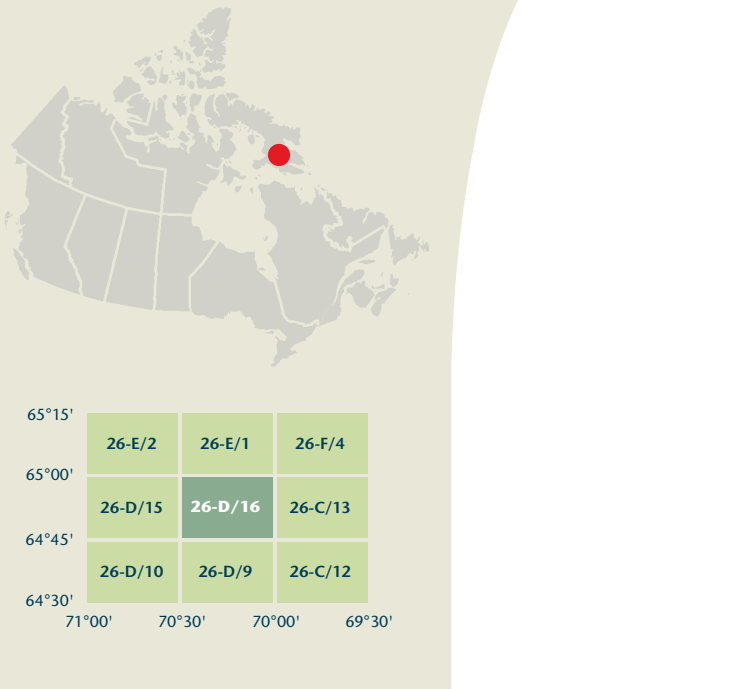 65°15'
26-E/2 26-E/1 26-F/4
65°00'
26-D/15 26-D/16 26-C/13
64°45'
26-D/10 26-D/9 26-C/12
64°30'
71°00' 70°30' 70°00' 69°30'